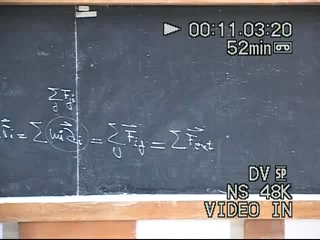 00:11.03:20
52min
∑ F⃗ij
j
= ∑ mi a⃗i = ∑ F⃗ij = ∑ F⃗ext
ij
DV SP
NS 48K
VIDEO IN